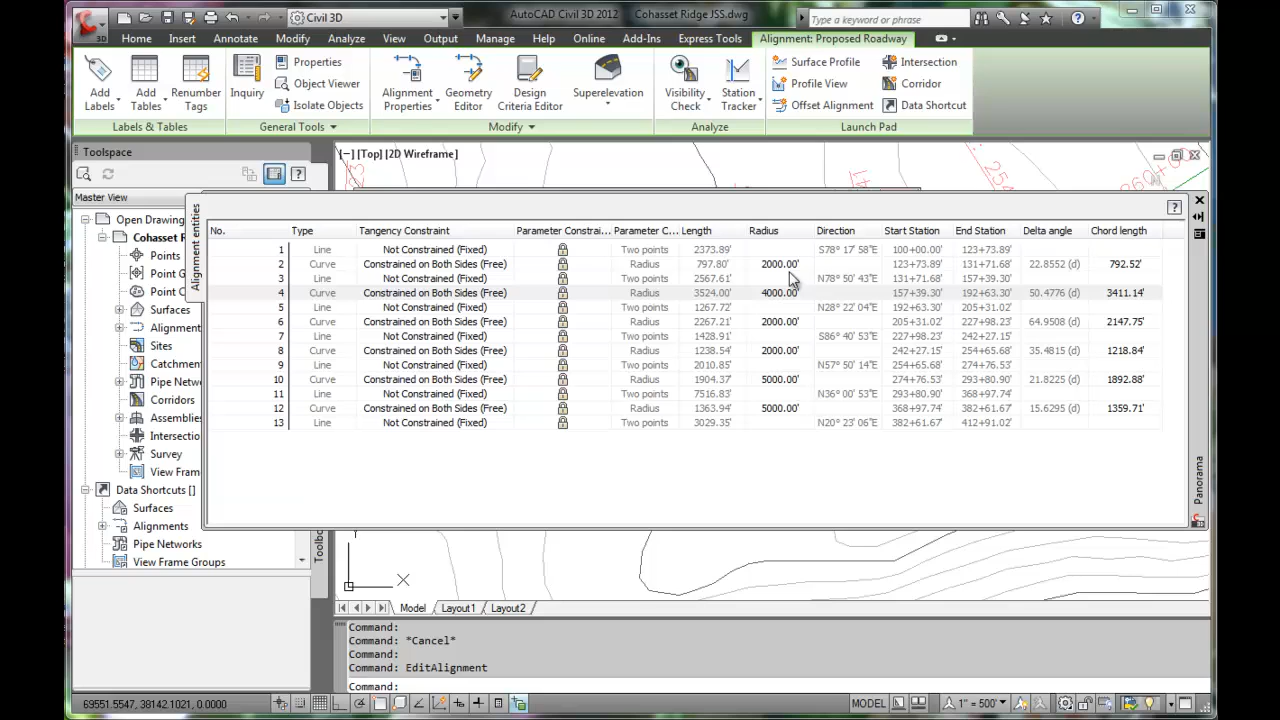 Civil 3D
AutoCAD Civil 3D 2012
Cohasset Ridge JSS.dwg
Type a keyword or phrase
Home Insert Annotate Modify Analyze View Output Manage Help Online Add-Ins Express Tools Alignment: Proposed Roadway
Add Labels
Add Tables
Renumber Tags
Labels & Tables
Inquiry
Properties
Object Viewer
Isolate Objects
General Tools
Alignment Properties
Geometry Editor
Design Criteria Editor
Superelevation
Modify
Visibility Check
Station Tracker
Analyze
Surface Profile
Profile View
Offset Alignment
Intersection
Corridor
Data Shortcut
Launch Pad
Toolspace
Master View
Open Drawing
Cohasset R
Points
Point G
Point C
Surfaces
Alignment
Sites
Catchmen
Pipe Netw
Corridors
Assemblies
Intersectio
Survey
View Fram
Data Shortcuts []
Surfaces
Alignments
Pipe Networks
View Frame Groups
Toolbo
[−] [Top] [2D Wireframe]
Alignment entities
No. Type Tangency Constraint Parameter Constrai... Parameter C... Length Radius Direction Start Station End Station Delta angle Chord length
1 Line Not Constrained (Fixed) Two points 2373.89' S78° 17' 58"E 100+00.00' 123+73.89'
2 Curve Constrained on Both Sides (Free) Radius 797.80' 2000.00' 123+73.89' 131+71.68' 22.8552 (d) 792.52'
3 Line Not Constrained (Fixed) Two points 2567.61' N78° 50' 43"E 131+71.68' 157+39.30'
4 Curve Constrained on Both Sides (Free) Radius 3524.00' 4000.00' 157+39.30' 192+63.30' 50.4776 (d) 3411.14'
5 Line Not Constrained (Fixed) Two points 1267.72' N28° 22' 04"E 192+63.30' 205+31.02'
6 Curve Constrained on Both Sides (Free) Radius 2267.21' 2000.00' 205+31.02' 227+98.23' 64.9508 (d) 2147.75'
7 Line Not Constrained (Fixed) Two points 1428.91' S86° 40' 53"E 227+98.23' 242+27.15'
8 Curve Constrained on Both Sides (Free) Radius 1238.54' 2000.00' 242+27.15' 254+65.68' 35.4815 (d) 1218.84'
9 Line Not Constrained (Fixed) Two points 2010.85' N57° 50' 14"E 254+65.68' 274+76.53'
10 Curve Constrained on Both Sides (Free) Radius 1904.37' 5000.00' 274+76.53' 293+80.90' 21.8225 (d) 1892.88'
11 Line Not Constrained (Fixed) Two points 7516.83' N36° 00' 53"E 293+80.90' 368+97.74'
12 Curve Constrained on Both Sides (Free) Radius 1363.94' 5000.00' 368+97.74' 382+61.67' 15.6295 (d) 1359.71'
13 Line Not Constrained (Fixed) Two points 3029.35' N20° 23' 06"E 382+61.67' 412+91.02'
Panorama
X
Model Layout1 Layout2
Command:
Command: *Cancel*
Command:
Command: EditAlignment
Command:
69551.5547, 38142.1021, 0.0000
MODEL
1" = 500'